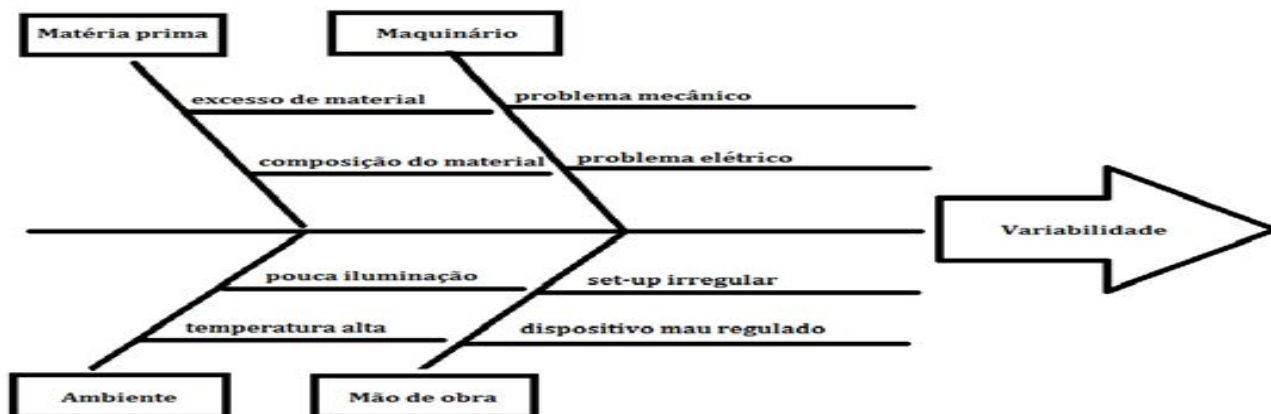 Matéria prima
Maquinário
excesso de material
problema mecânico
composição do material
problema elétrico
Variabilidade
pouca iluminação
set-up irregular
temperatura alta
dispositivo mau regulado
Ambiente
Mão de obra